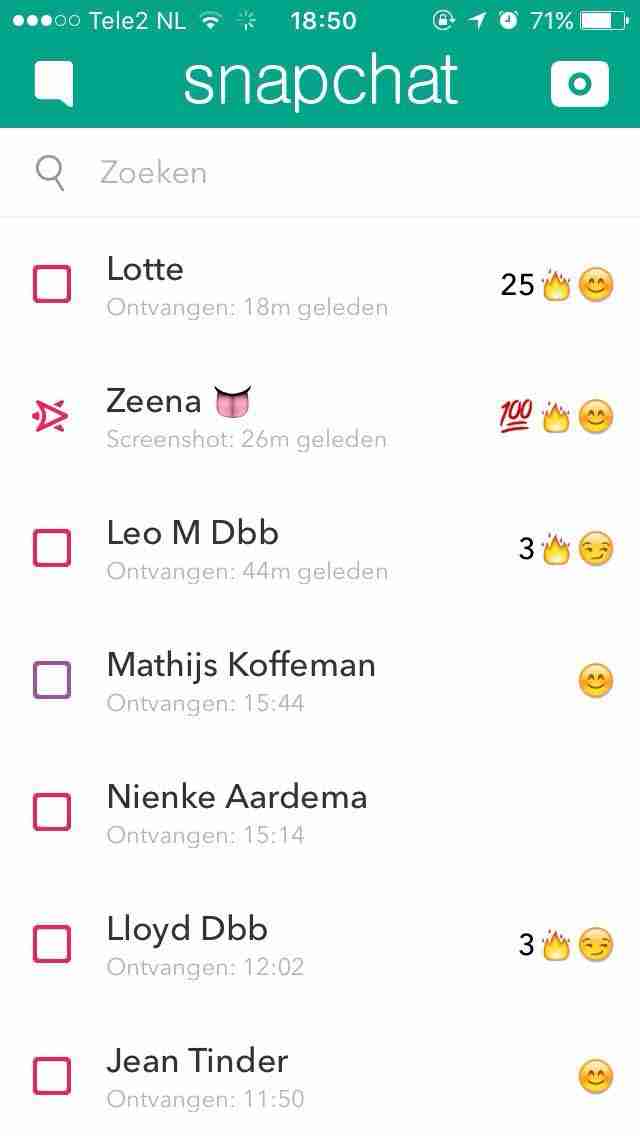 Tele2 NL 18:50 71%
snapchat
Zoeken
Lotte
25🔥😊
Ontvangen: 18m geleden
Zeena 👅
💯🔥😊
Screenshot: 26m geleden
Leo M Dbb
3🔥😏
Ontvangen: 44m geleden
Mathijs Koffeman
😊
Ontvangen: 15:44
Nienke Aardema
Ontvangen: 15:14
Lloyd Dbb
3🔥😏
Ontvangen: 12:02
Jean Tinder
😊
Ontvangen: 11:50